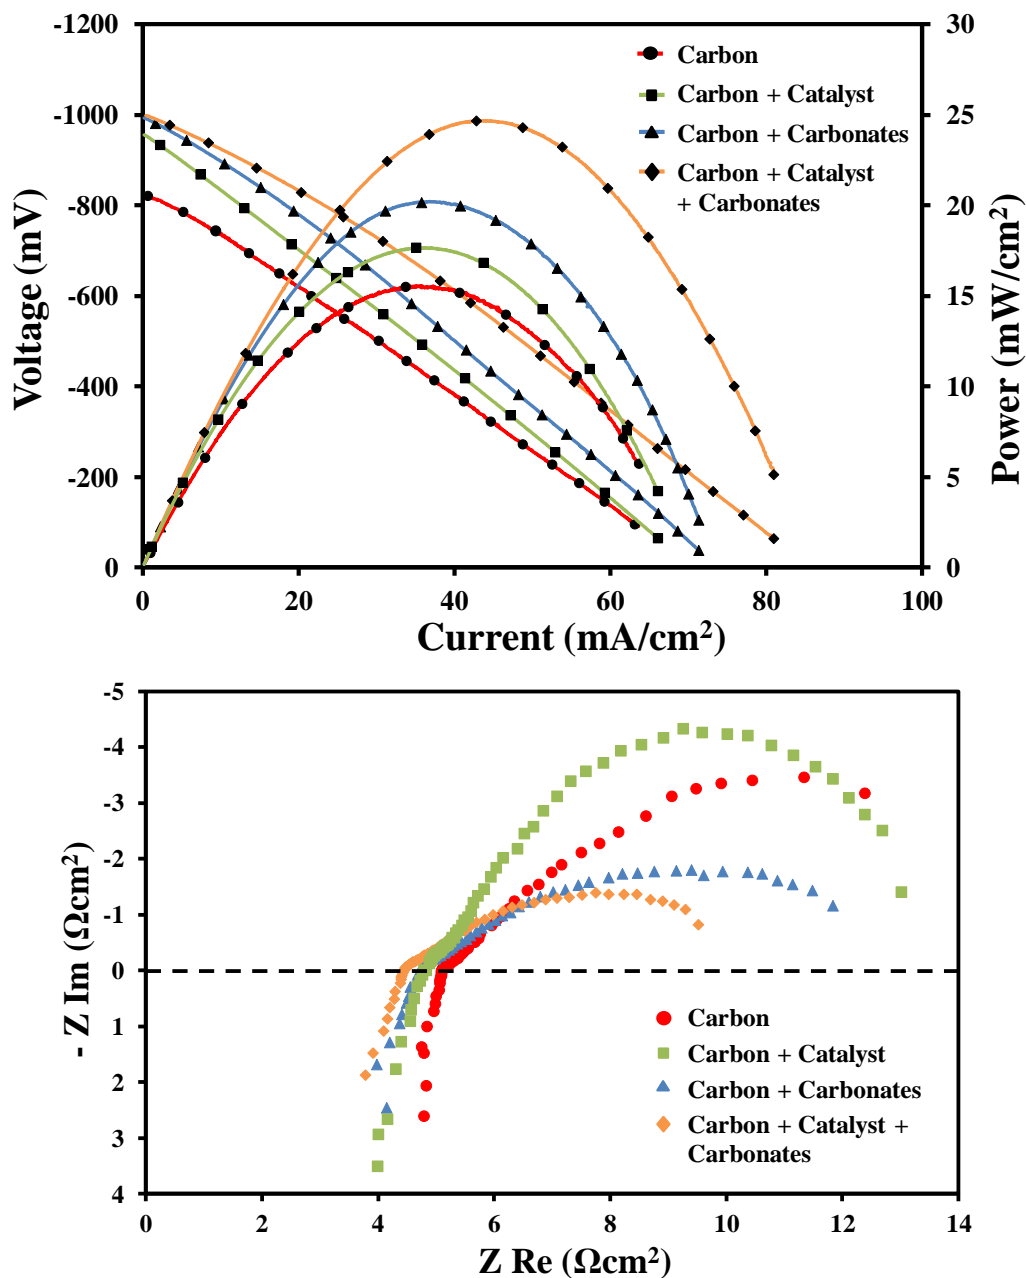 -1200
-1000
-800
-600
-400
-200
0
Voltage (mV)
30
25
20
15
10
5
0
Power (mW/cm²)
Carbon
Carbon + Catalyst
Carbon + Carbonates
Carbon + Catalyst
+ Carbonates
0 20 40 60 80 100
Current (mA/cm²)
-5
-4
-3
-2
-1
0
1
2
3
4
- Z Im (Ωcm²)
Carbon
Carbon + Catalyst
Carbon + Carbonates
Carbon + Catalyst +
Carbonates
0 2 4 6 8 10 12 14
Z Re (Ωcm²)